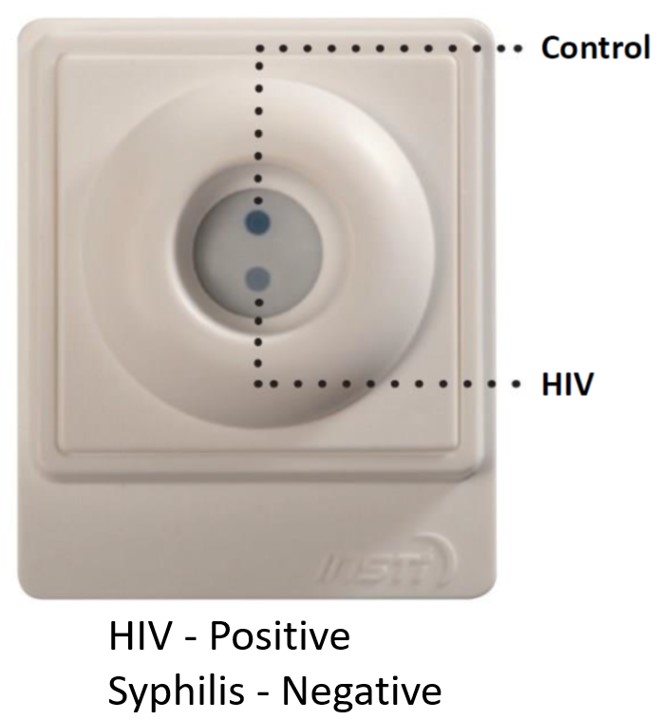 Control
HIV
INSTI
HIV - Positive
Syphilis - Negative